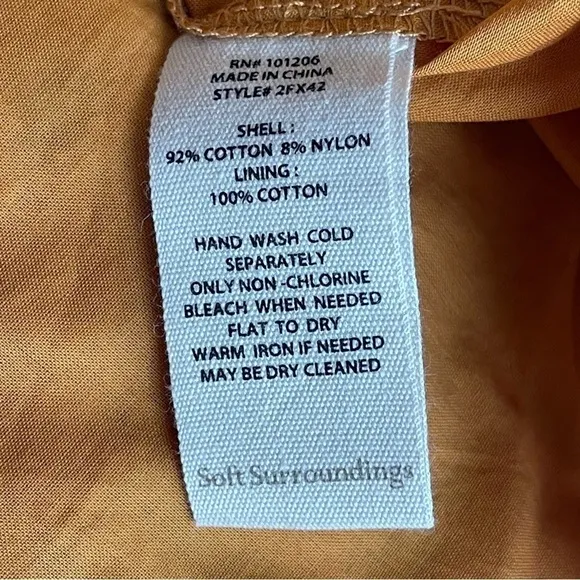 RN# 101206
MADE IN CHINA
STYLE# 2FX42
SHELL :
92% COTTON 8% NYLON
LINING :
100% COTTON
HAND WASH COLD
SEPARATELY
ONLY NON -CHLORINE
BLEACH WHEN NEEDED
FLAT TO DRY
WARM IRON IF NEEDED
MAY BE DRY CLEANED
Soft Surroundings